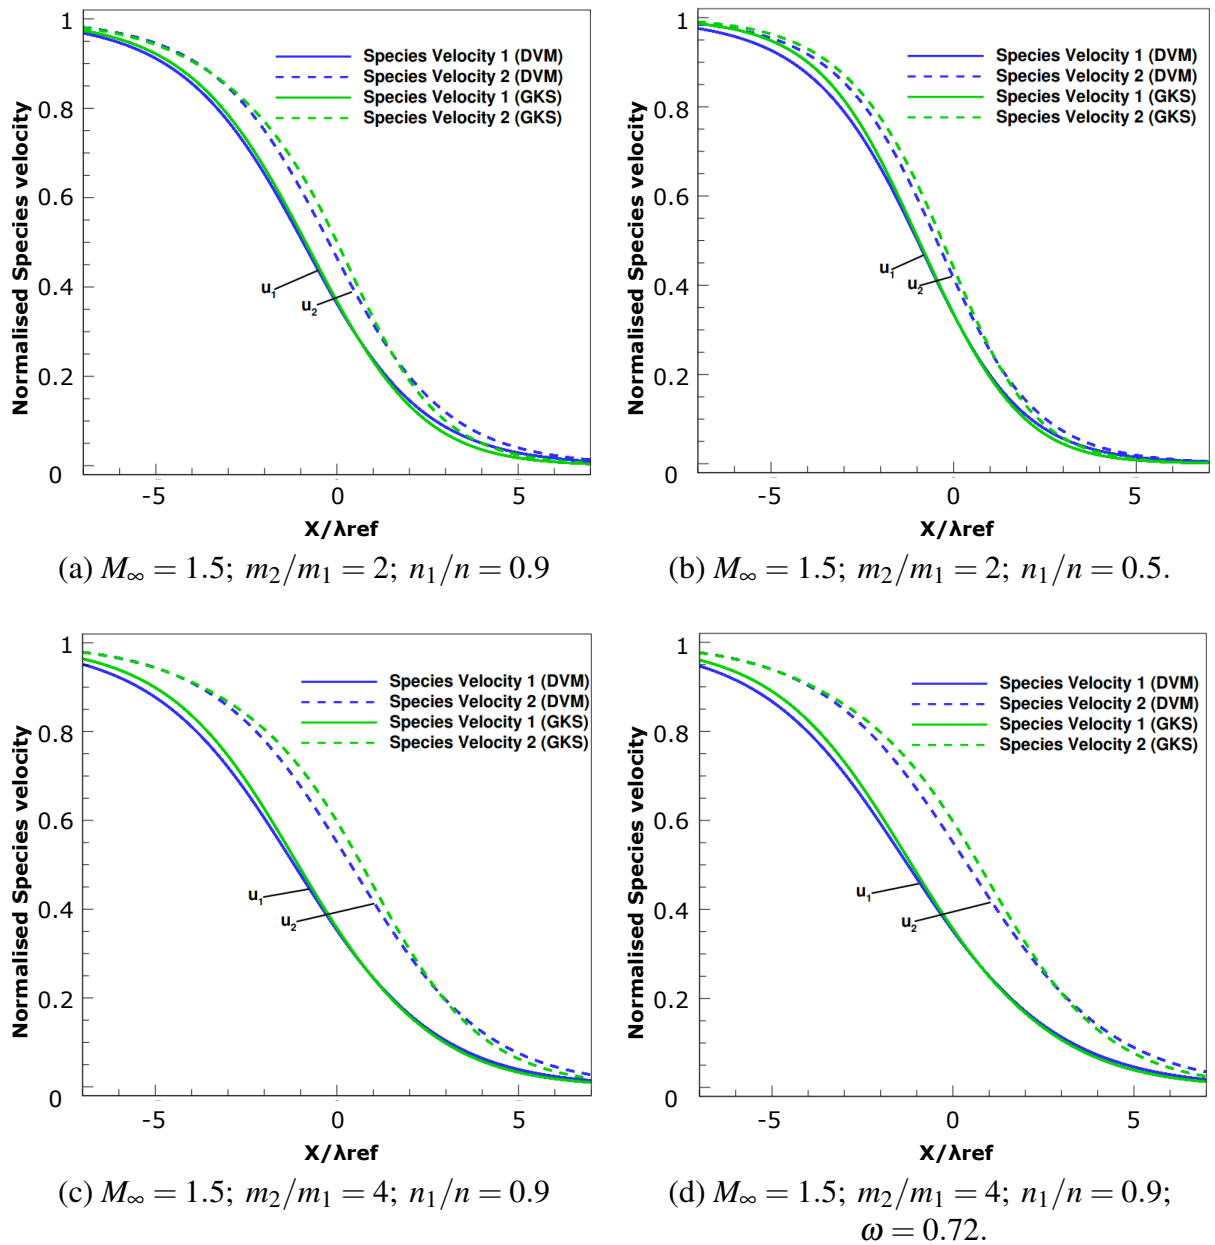 Normalised Species velocity
1
0.8
0.6
0.4
0.2
0
Species Velocity 1 (DVM)
Species Velocity 2 (DVM)
Species Velocity 1 (GKS)
Species Velocity 2 (GKS)
u1
u2
-5 0 5
X/λref
(a) M∞ = 1.5; m2/m1 = 2; n1/n = 0.9
Normalised Species velocity
1
0.8
0.6
0.4
0.2
0
Species Velocity 1 (DVM)
Species Velocity 2 (DVM)
Species Velocity 1 (GKS)
Species Velocity 2 (GKS)
u1
u2
-5 0 5
X/λref
(b) M∞ = 1.5; m2/m1 = 2; n1/n = 0.5.
Normalised Species velocity
1
0.8
0.6
0.4
0.2
0
Species Velocity 1 (DVM)
Species Velocity 2 (DVM)
Species Velocity 1 (GKS)
Species Velocity 2 (GKS)
u1
u2
-5 0 5
X/λref
(c) M∞ = 1.5; m2/m1 = 4; n1/n = 0.9
Normalised Species velocity
1
0.8
0.6
0.4
0.2
0
Species Velocity 1 (DVM)
Species Velocity 2 (DVM)
Species Velocity 1 (GKS)
Species Velocity 2 (GKS)
u1
u2
-5 0 5
X/λref
(d) M∞ = 1.5; m2/m1 = 4; n1/n = 0.9;
ω = 0.72.